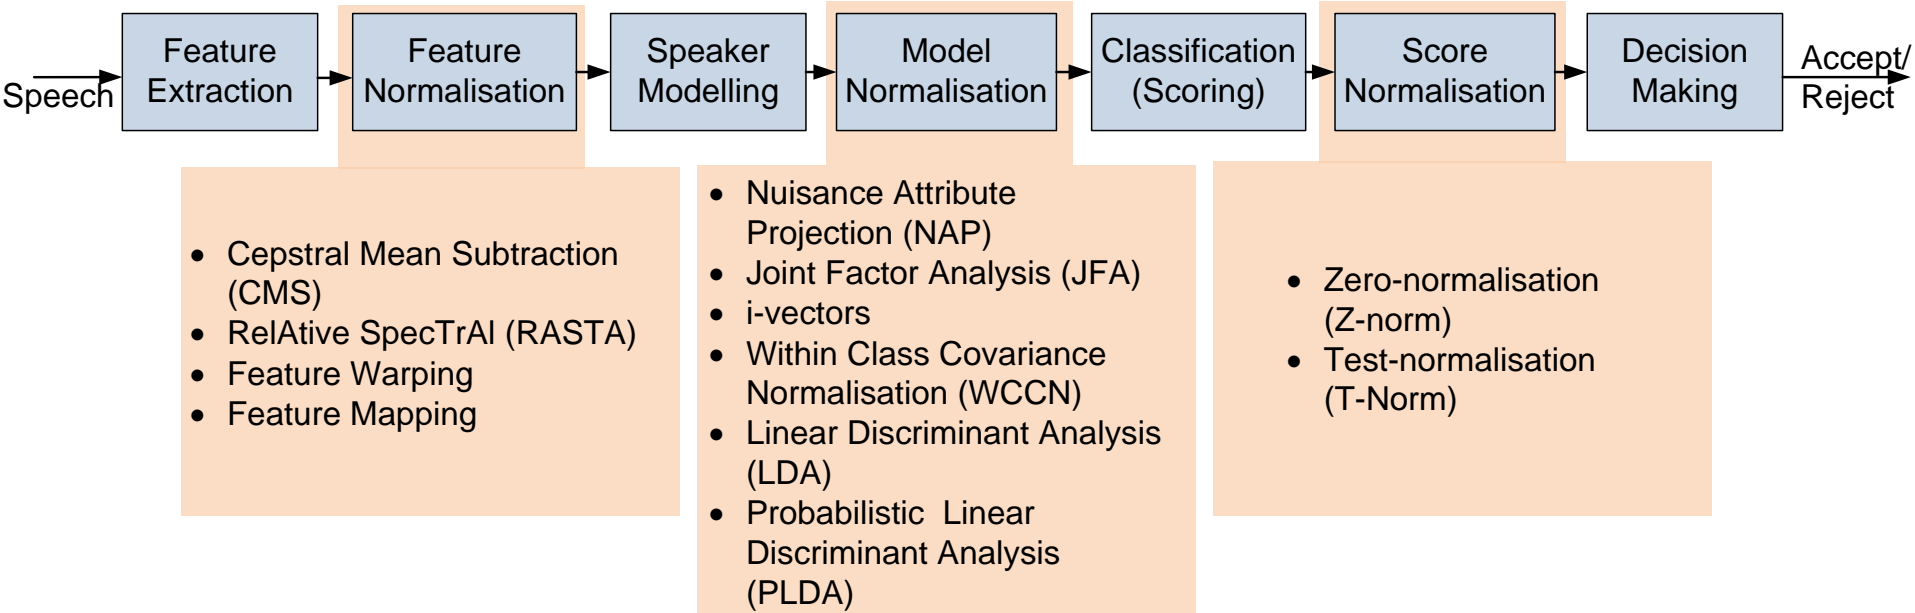 Speech
Feature
Extraction
Feature
Normalisation
Speaker
Modelling
Model
Normalisation
Classification
(Scoring)
Score
Normalisation
Decision
Making
Accept/
Reject
• Cepstral Mean Subtraction
(CMS)
• RelAtive SpecTrAl (RASTA)
• Feature Warping
• Feature Mapping
• Nuisance Attribute
Projection (NAP)
• Joint Factor Analysis (JFA)
• i-vectors
• Within Class Covariance
Normalisation (WCCN)
• Linear Discriminant Analysis
(LDA)
• Probabilistic Linear
Discriminant Analysis
(PLDA)
• Zero-normalisation
(Z-norm)
• Test-normalisation
(T-Norm)